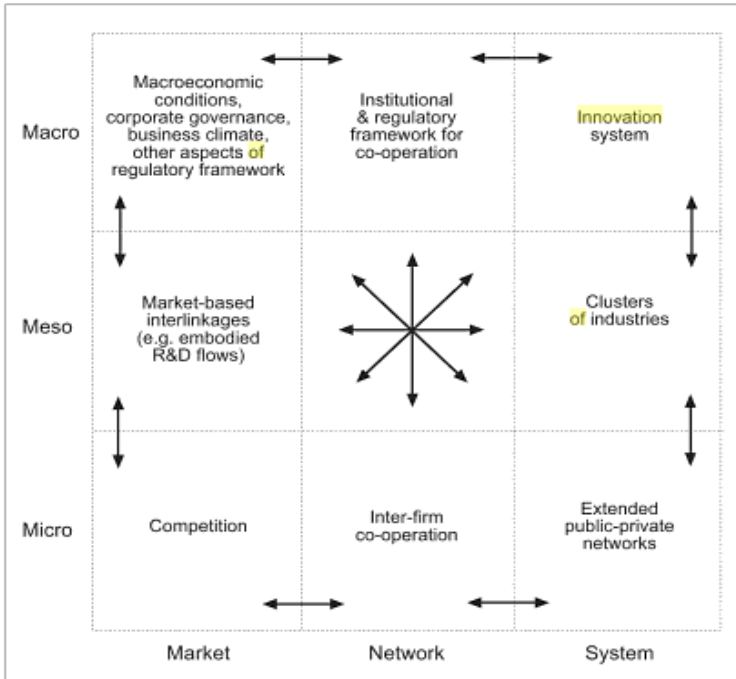 Macro
Macroeconomic
conditions,
corporate governance,
business climate,
other aspects of
regulatory framework
Institutional
& regulatory
framework for
co-operation
Innovation
system
Meso
Market-based
interlinkages
(e.g. embodied
R&D flows)
Clusters
of industries
Micro
Competition
Inter-firm
co-operation
Extended
public-private
networks
Market
Network
System